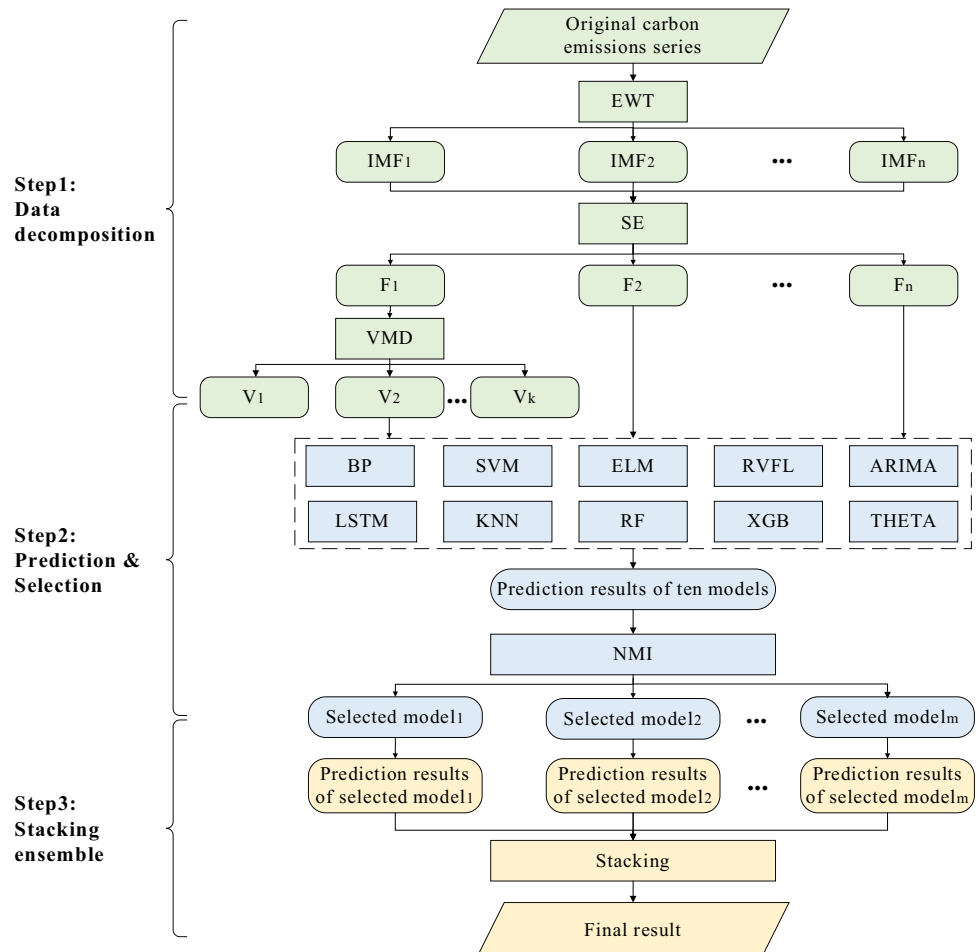 Original carbon
emissions series
EWT
IMF1
IMF2
...
IMFn
Step1:
Data
decomposition
SE
F1
F2
...
Fn
VMD
V1
V2
...
Vk
BP
SVM
ELM
RVFL
ARIMA
LSTM
KNN
RF
XGB
THETA
Step2:
Prediction &
Selection
Prediction results of ten models
NMI
Selected model1
Selected model2
...
Selected modelm
Prediction results
of selected model1
Prediction results
of selected model2
...
Prediction results
of selected modelm
Step3:
Stacking
ensemble
Stacking
Final result